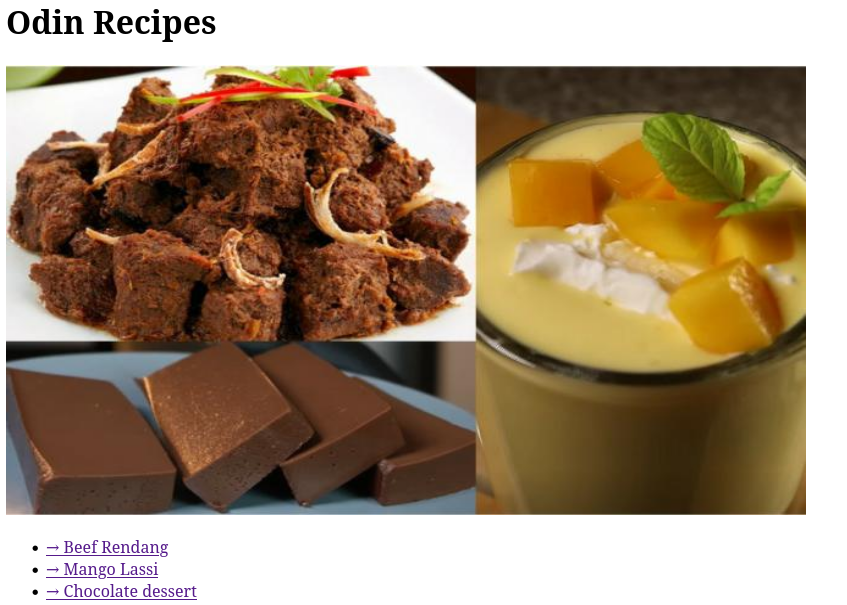 Odin Recipes
• → Beef Rendang
• → Mango Lassi
• → Chocolate dessert